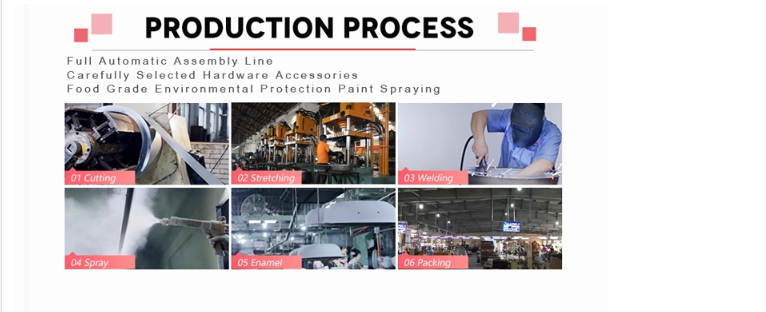 PRODUCTION PROCESS
Full Automatic Assembly Line
Carefully Selected Hardware Accessories
Food Grade Environmental Protection Paint Spraying
01 Cutting
02 Stretching
03 Welding
04 Spray
05 Enamel
06 Packing